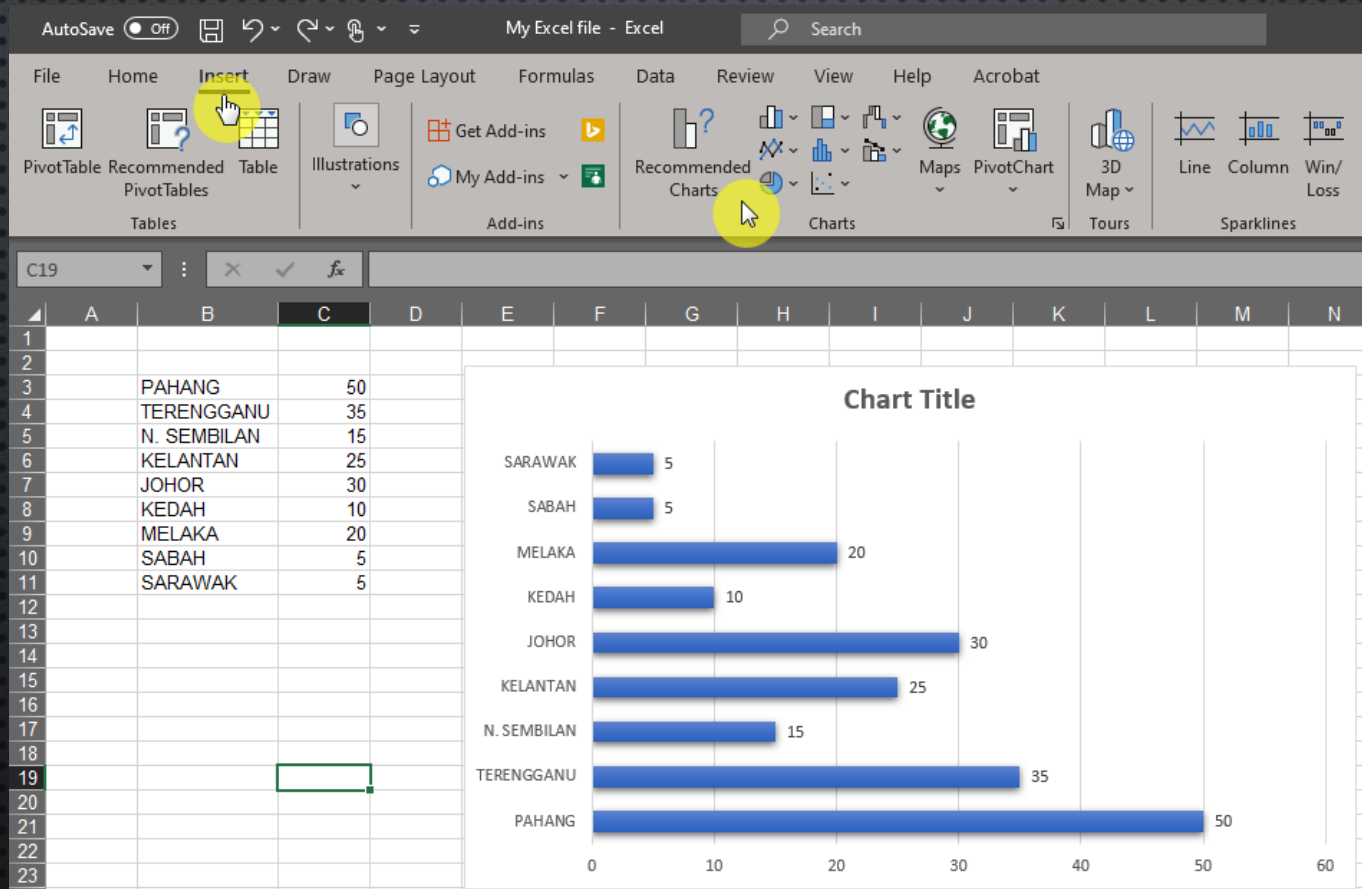 AutoSave Off My Excel file - Excel Search
File Home Insert Draw Page Layout Formulas Data Review View Help Acrobat
PivotTable Recommended PivotTables Table
Illustrations
Get Add-ins
My Add-ins
Recommended Charts
Maps PivotChart
3D Map
Line Column Win/Loss
Tables Add-ins Charts Tours Sparklines
C19 fx
A B C D E F G H I J K L M N
1
2
3 PAHANG 50
4 TERENGGANU 35
5 N. SEMBILAN 15
6 KELANTAN 25
7 JOHOR 30
8 KEDAH 10
9 MELAKA 20
10 SABAH 5
11 SARAWAK 5
12
13
14
15
16
17
18
19
20
21
22
23
Chart Title
SARAWAK 5
SABAH 5
MELAKA 20
KEDAH 10
JOHOR 30
KELANTAN 25
N. SEMBILAN 15
TERENGGANU 35
PAHANG 50
0 10 20 30 40 50 60